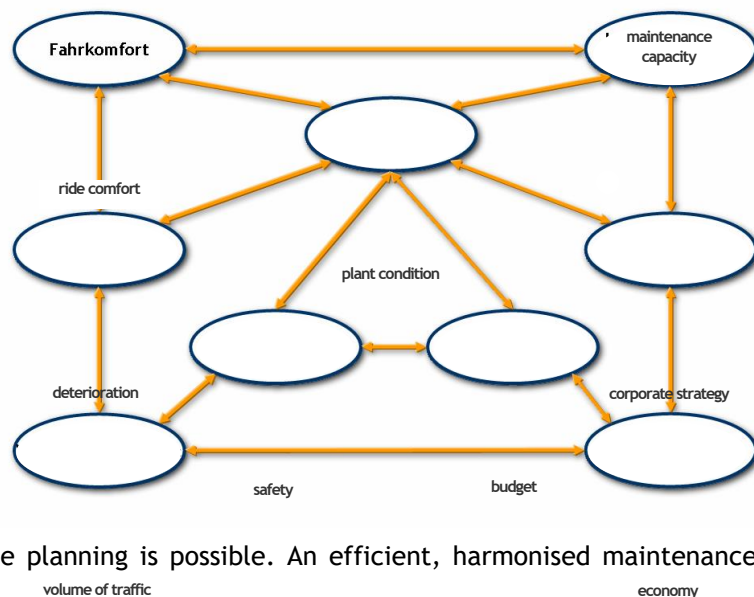 Fahrkomfort
maintenance
capacity
ride comfort
plant condition
deterioration
corporate strategy
safety
budget
e planning is possible. An efficient, harmonised maintenance
volume of traffic
economy